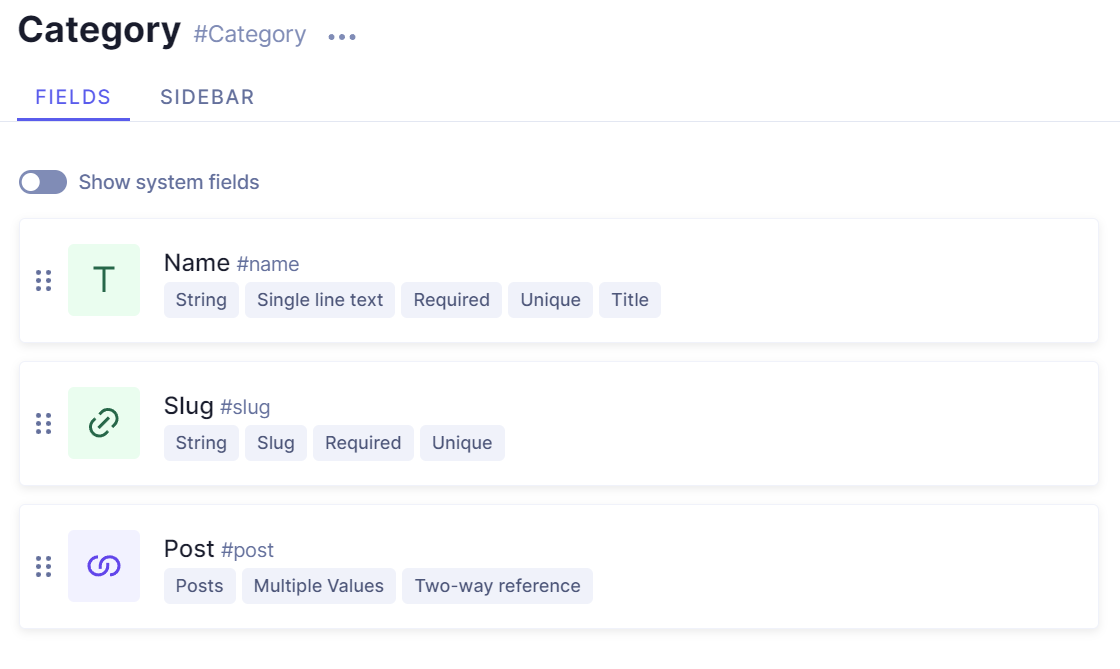 Category #Category
FIELDS SIDEBAR
Show system fields
Name #name
String Single line text Required Unique Title
Slug #slug
String Slug Required Unique
Post #post
Posts Multiple Values Two-way reference